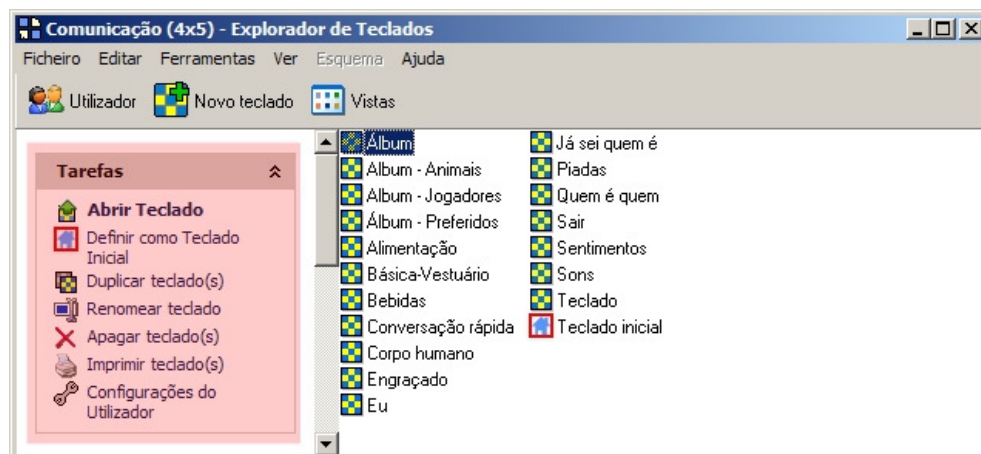 Comunicação (4x5) - Explorador de Teclados
Ficheiro Editar Ferramentas Ver Esquema Ajuda
Utilizador Novo teclado Vistas
Tarefas
Abrir Teclado
Definir como Teclado
Inicial
Duplicar teclado(s)
Renomear teclado
Apagar teclado(s)
Imprimir teclado(s)
Configurações do
Utilizador
Álbum
Album - Animais
Album - Jogadores
Álbum - Preferidos
Alimentação
Básica-Vestuário
Bebidas
Conversação rápida
Corpo humano
Engraçado
Eu
Já sei quem é
Piadas
Quem é quem
Sair
Sentimentos
Sons
Teclado
Teclado inicial